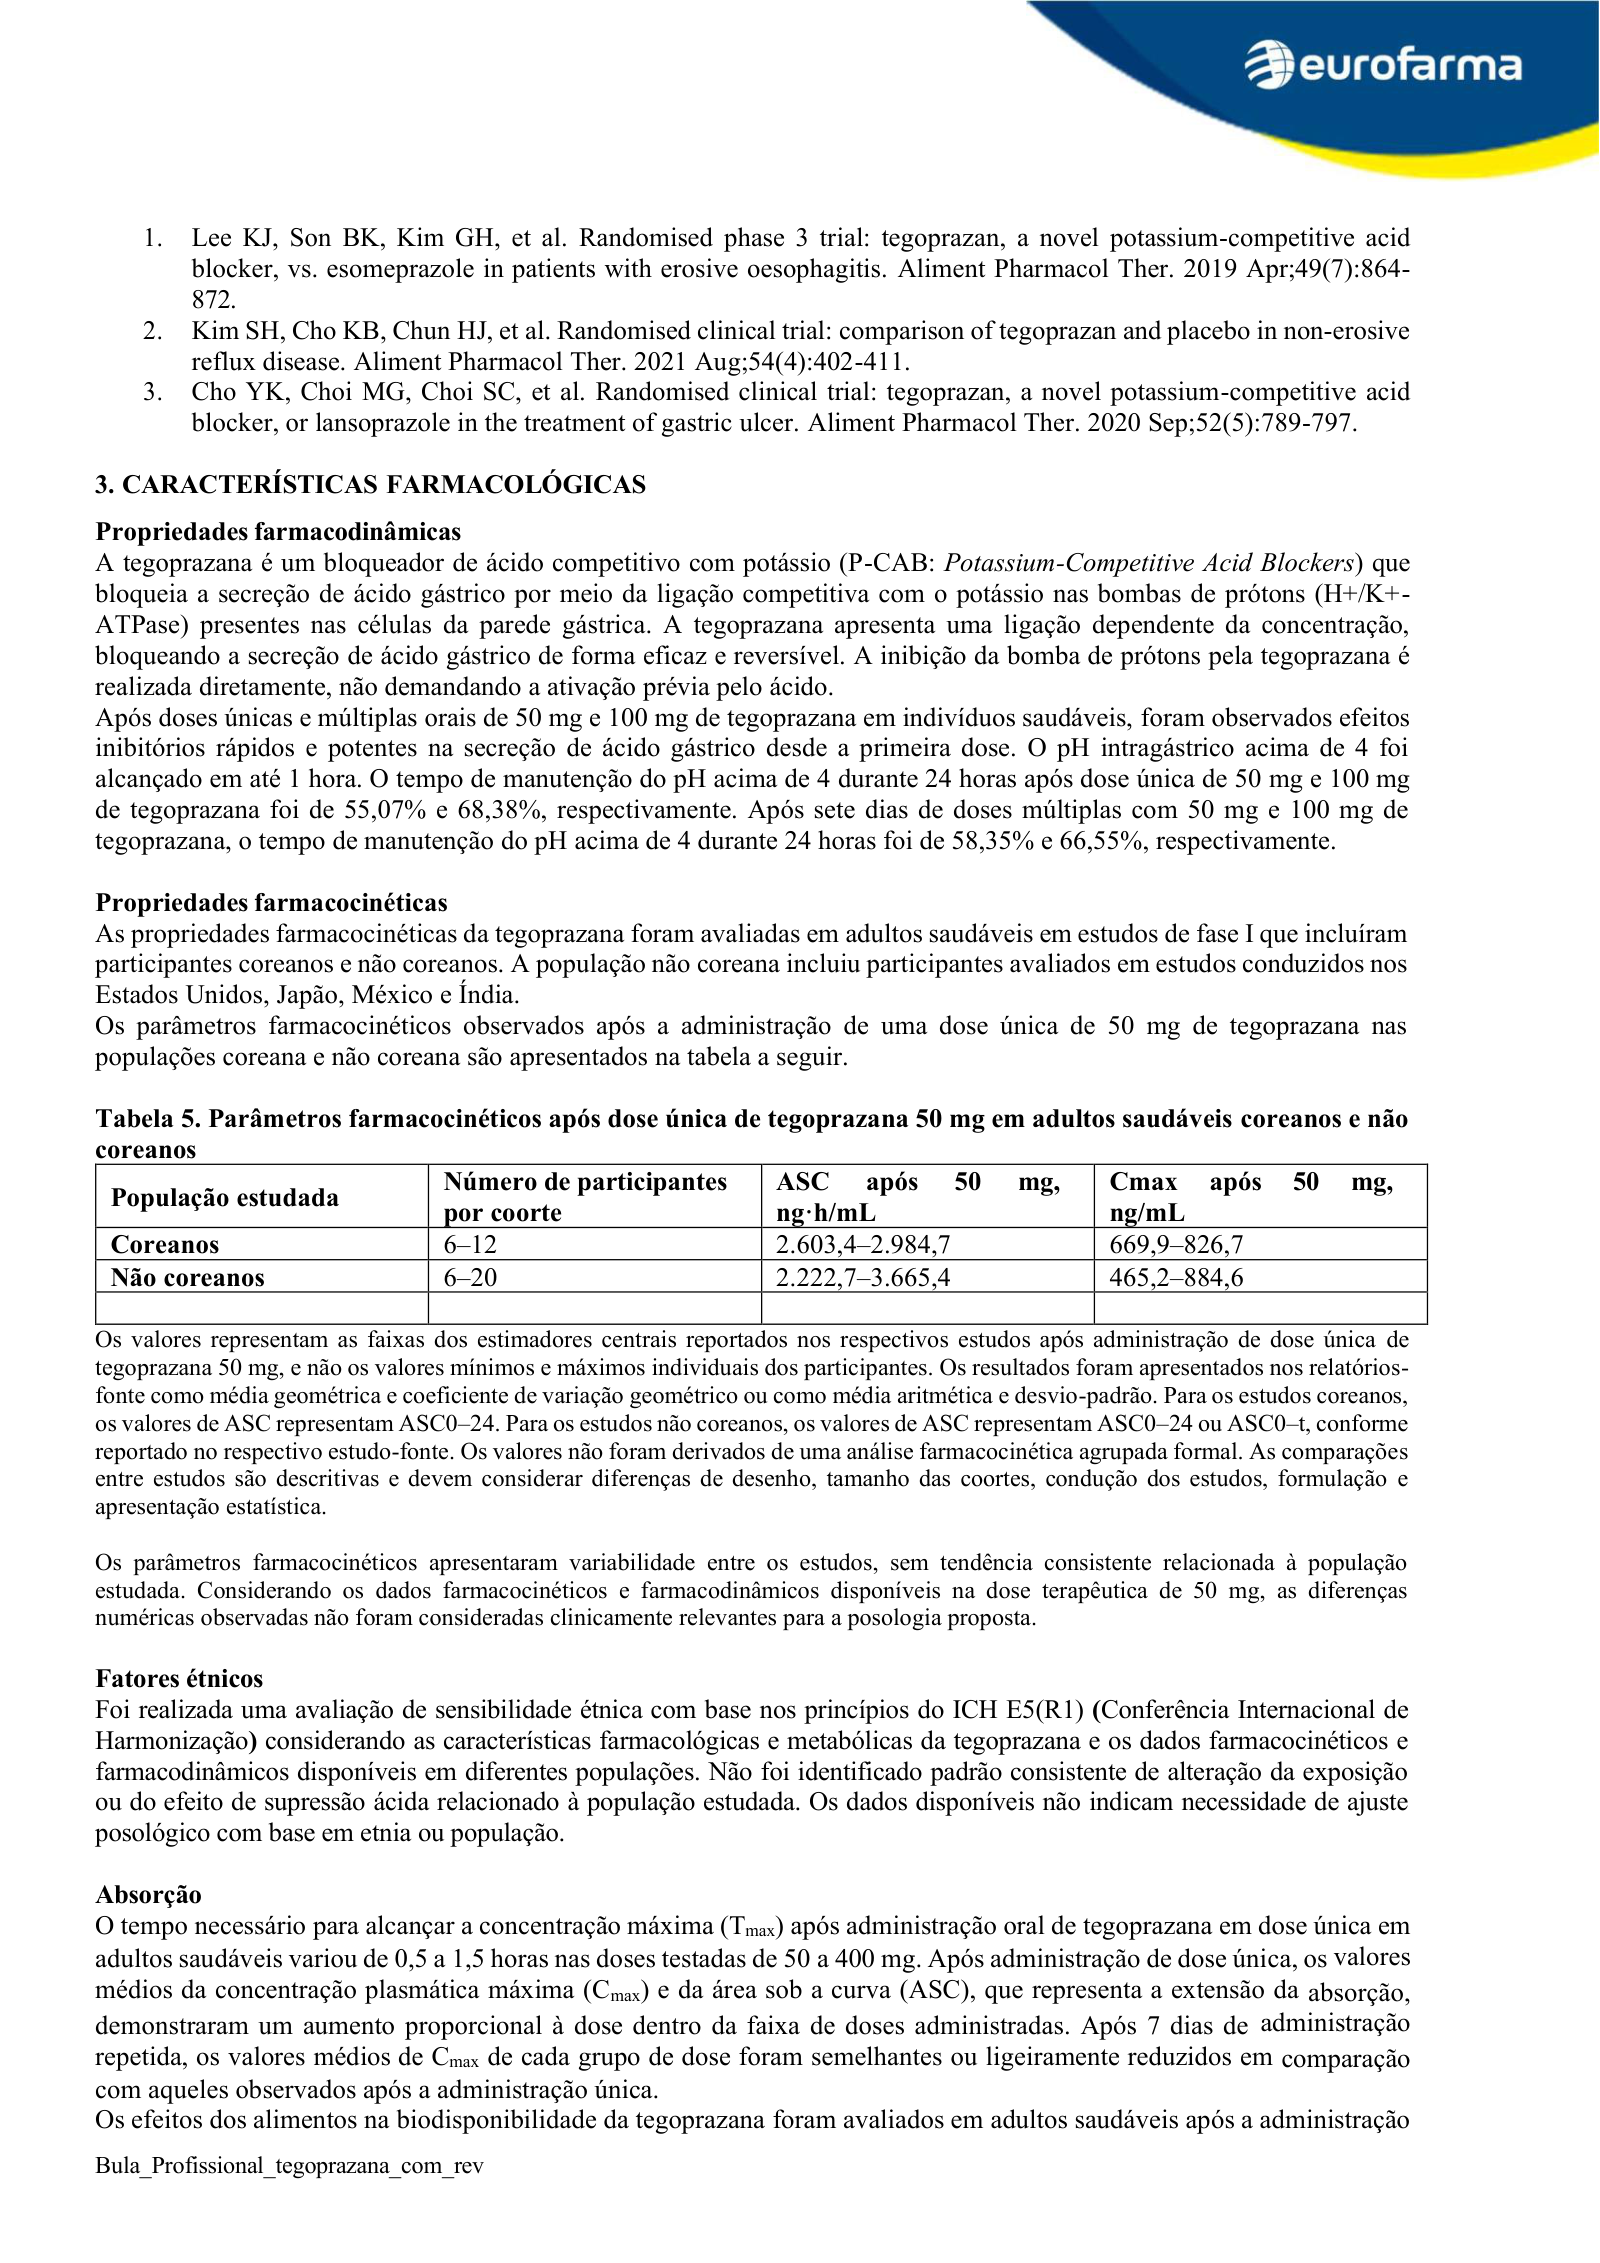 eurofarma
1. Lee KJ, Son BK, Kim GH, et al. Randomised phase 3 trial: tegoprazan, a novel potassium-competitive acid
blocker, vs. esomeprazole in patients with erosive oesophagitis. Aliment Pharmacol Ther. 2019 Apr;49(7):864-
872.
2. Kim SH, Cho KB, Chun HJ, et al. Randomised clinical trial: comparison of tegoprazan and placebo in non-erosive
reflux disease. Aliment Pharmacol Ther. 2021 Aug;54(4):402-411.
3. Cho YK, Choi MG, Choi SC, et al. Randomised clinical trial: tegoprazan, a novel potassium-competitive acid
blocker, or lansoprazole in the treatment of gastric ulcer. Aliment Pharmacol Ther. 2020 Sep;52(5):789-797.
3. CARACTERÍSTICAS FARMACOLÓGICAS
Propriedades farmacodinâmicas
A tegoprazana é um bloqueador de ácido competitivo com potássio (P-CAB: Potassium-Competitive Acid Blockers) que
bloqueia a secreção de ácido gástrico por meio da ligação competitiva com o potássio nas bombas de prótons (H+/K+-
ATPase) presentes nas células da parede gástrica. A tegoprazana apresenta uma ligação dependente da concentração,
bloqueando a secreção de ácido gástrico de forma eficaz e reversível. A inibição da bomba de prótons pela tegoprazana é
realizada diretamente, não demandando a ativação prévia pelo ácido.
Após doses únicas e múltiplas orais de 50 mg e 100 mg de tegoprazana em indivíduos saudáveis, foram observados efeitos
inibitórios rápidos e potentes na secreção de ácido gástrico desde a primeira dose. O pH intragástrico acima de 4 foi
alcançado em até 1 hora. O tempo de manutenção do pH acima de 4 durante 24 horas após dose única de 50 mg e 100 mg
de tegoprazana foi de 55,07% e 68,38%, respectivamente. Após sete dias de doses múltiplas com 50 mg e 100 mg de
tegoprazana, o tempo de manutenção do pH acima de 4 durante 24 horas foi de 58,35% e 66,55%, respectivamente.
Propriedades farmacocinéticas
As propriedades farmacocinéticas da tegoprazana foram avaliadas em adultos saudáveis em estudos de fase I que incluíram
participantes coreanos e não coreanos. A população não coreana incluiu participantes avaliados em estudos conduzidos nos
Estados Unidos, Japão, México e Índia.
Os parâmetros farmacocinéticos observados após a administração de uma dose única de 50 mg de tegoprazana nas
populações coreana e não coreana são apresentados na tabela a seguir.
Tabela 5. Parâmetros farmacocinéticos após dose única de tegoprazana 50 mg em adultos saudáveis coreanos e não
coreanos
População estudada Número de participantes por coorte ASC após 50 mg, ng·h/mL Cmax após 50 mg, ng/mL
Coreanos 6–12 2.603,4–2.984,7 669,9–826,7
Não coreanos 6–20 2.222,7–3.665,4 465,2–884,6
Os valores representam as faixas dos estimadores centrais reportados nos respectivos estudos após administração de dose única de
tegoprazana 50 mg, e não os valores mínimos e máximos individuais dos participantes. Os resultados foram apresentados nos relatórios-
fonte como média geométrica e coeficiente de variação geométrico ou como média aritmética e desvio-padrão. Para os estudos coreanos,
os valores de ASC representam ASC0–24. Para os estudos não coreanos, os valores de ASC representam ASC0–24 ou ASC0–t, conforme
reportado no respectivo estudo-fonte. Os valores não foram derivados de uma análise farmacocinética agrupada formal. As comparações
entre estudos são descritivas e devem considerar diferenças de desenho, tamanho das coortes, condução dos estudos, formulação e
apresentação estatística.
Os parâmetros farmacocinéticos apresentaram variabilidade entre os estudos, sem tendência consistente relacionada à população
estudada. Considerando os dados farmacocinéticos e farmacodinâmicos disponíveis na dose terapêutica de 50 mg, as diferenças
numéricas observadas não foram consideradas clinicamente relevantes para a posologia proposta.
Fatores étnicos
Foi realizada uma avaliação de sensibilidade étnica com base nos princípios do ICH E5(R1) (Conferência Internacional de
Harmonização) considerando as características farmacológicas e metabólicas da tegoprazana e os dados farmacocinéticos e
farmacodinâmicos disponíveis em diferentes populações. Não foi identificado padrão consistente de alteração da exposição
ou do efeito de supressão ácida relacionado à população estudada. Os dados disponíveis não indicam necessidade de ajuste
posológico com base em etnia ou população.
Absorção
O tempo necessário para alcançar a concentração máxima (Tmax) após administração oral de tegoprazana em dose única em
adultos saudáveis variou de 0,5 a 1,5 horas nas doses testadas de 50 a 400 mg. Após administração de dose única, os valores
médios da concentração plasmática máxima (Cmax) e da área sob a curva (ASC), que representa a extensão da absorção,
demonstraram um aumento proporcional à dose dentro da faixa de doses administradas. Após 7 dias de administração
repetida, os valores médios de Cmax de cada grupo de dose foram semelhantes ou ligeiramente reduzidos em comparação
com aqueles observados após a administração única.
Os efeitos dos alimentos na biodisponibilidade da tegoprazana foram avaliados em adultos saudáveis após a administração
Bula_Profissional_tegoprazana_com_rev